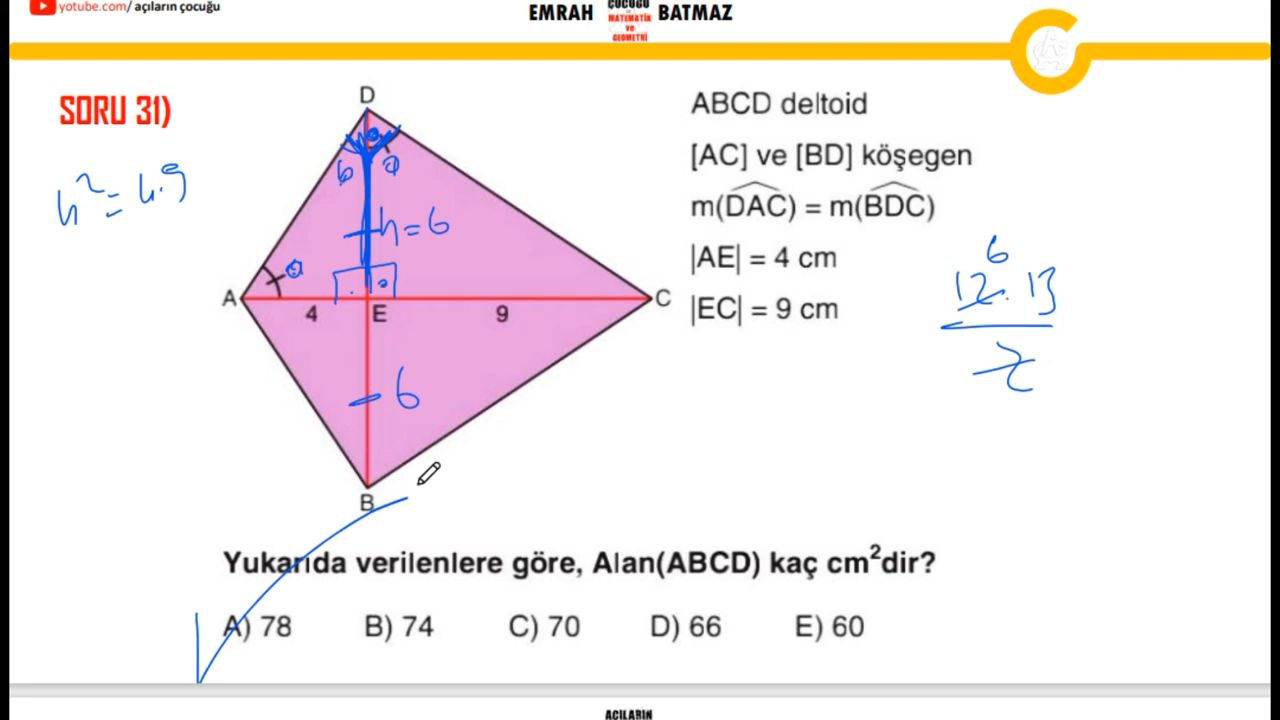 yotube.com/ açıların çocuğu
EMRAH ÇOCUĞU MATEMATİK ve GEOMETRİ BATMAZ
SORU 31)
h² = 4.9
D
θ
6 θ
h = 6
θ
A
4
E
9
C
6
B
ABCD deltoid
[AC] ve [BD] köşegen
m(DAC) = m(BDC)
|AE| = 4 cm
|EC| = 9 cm
6
12 . 13
2
Yukarıda verilenlere göre, Alan(ABCD) kaç cm²dir?
A) 78 B) 74 C) 70 D) 66 E) 60
AÇILARIN